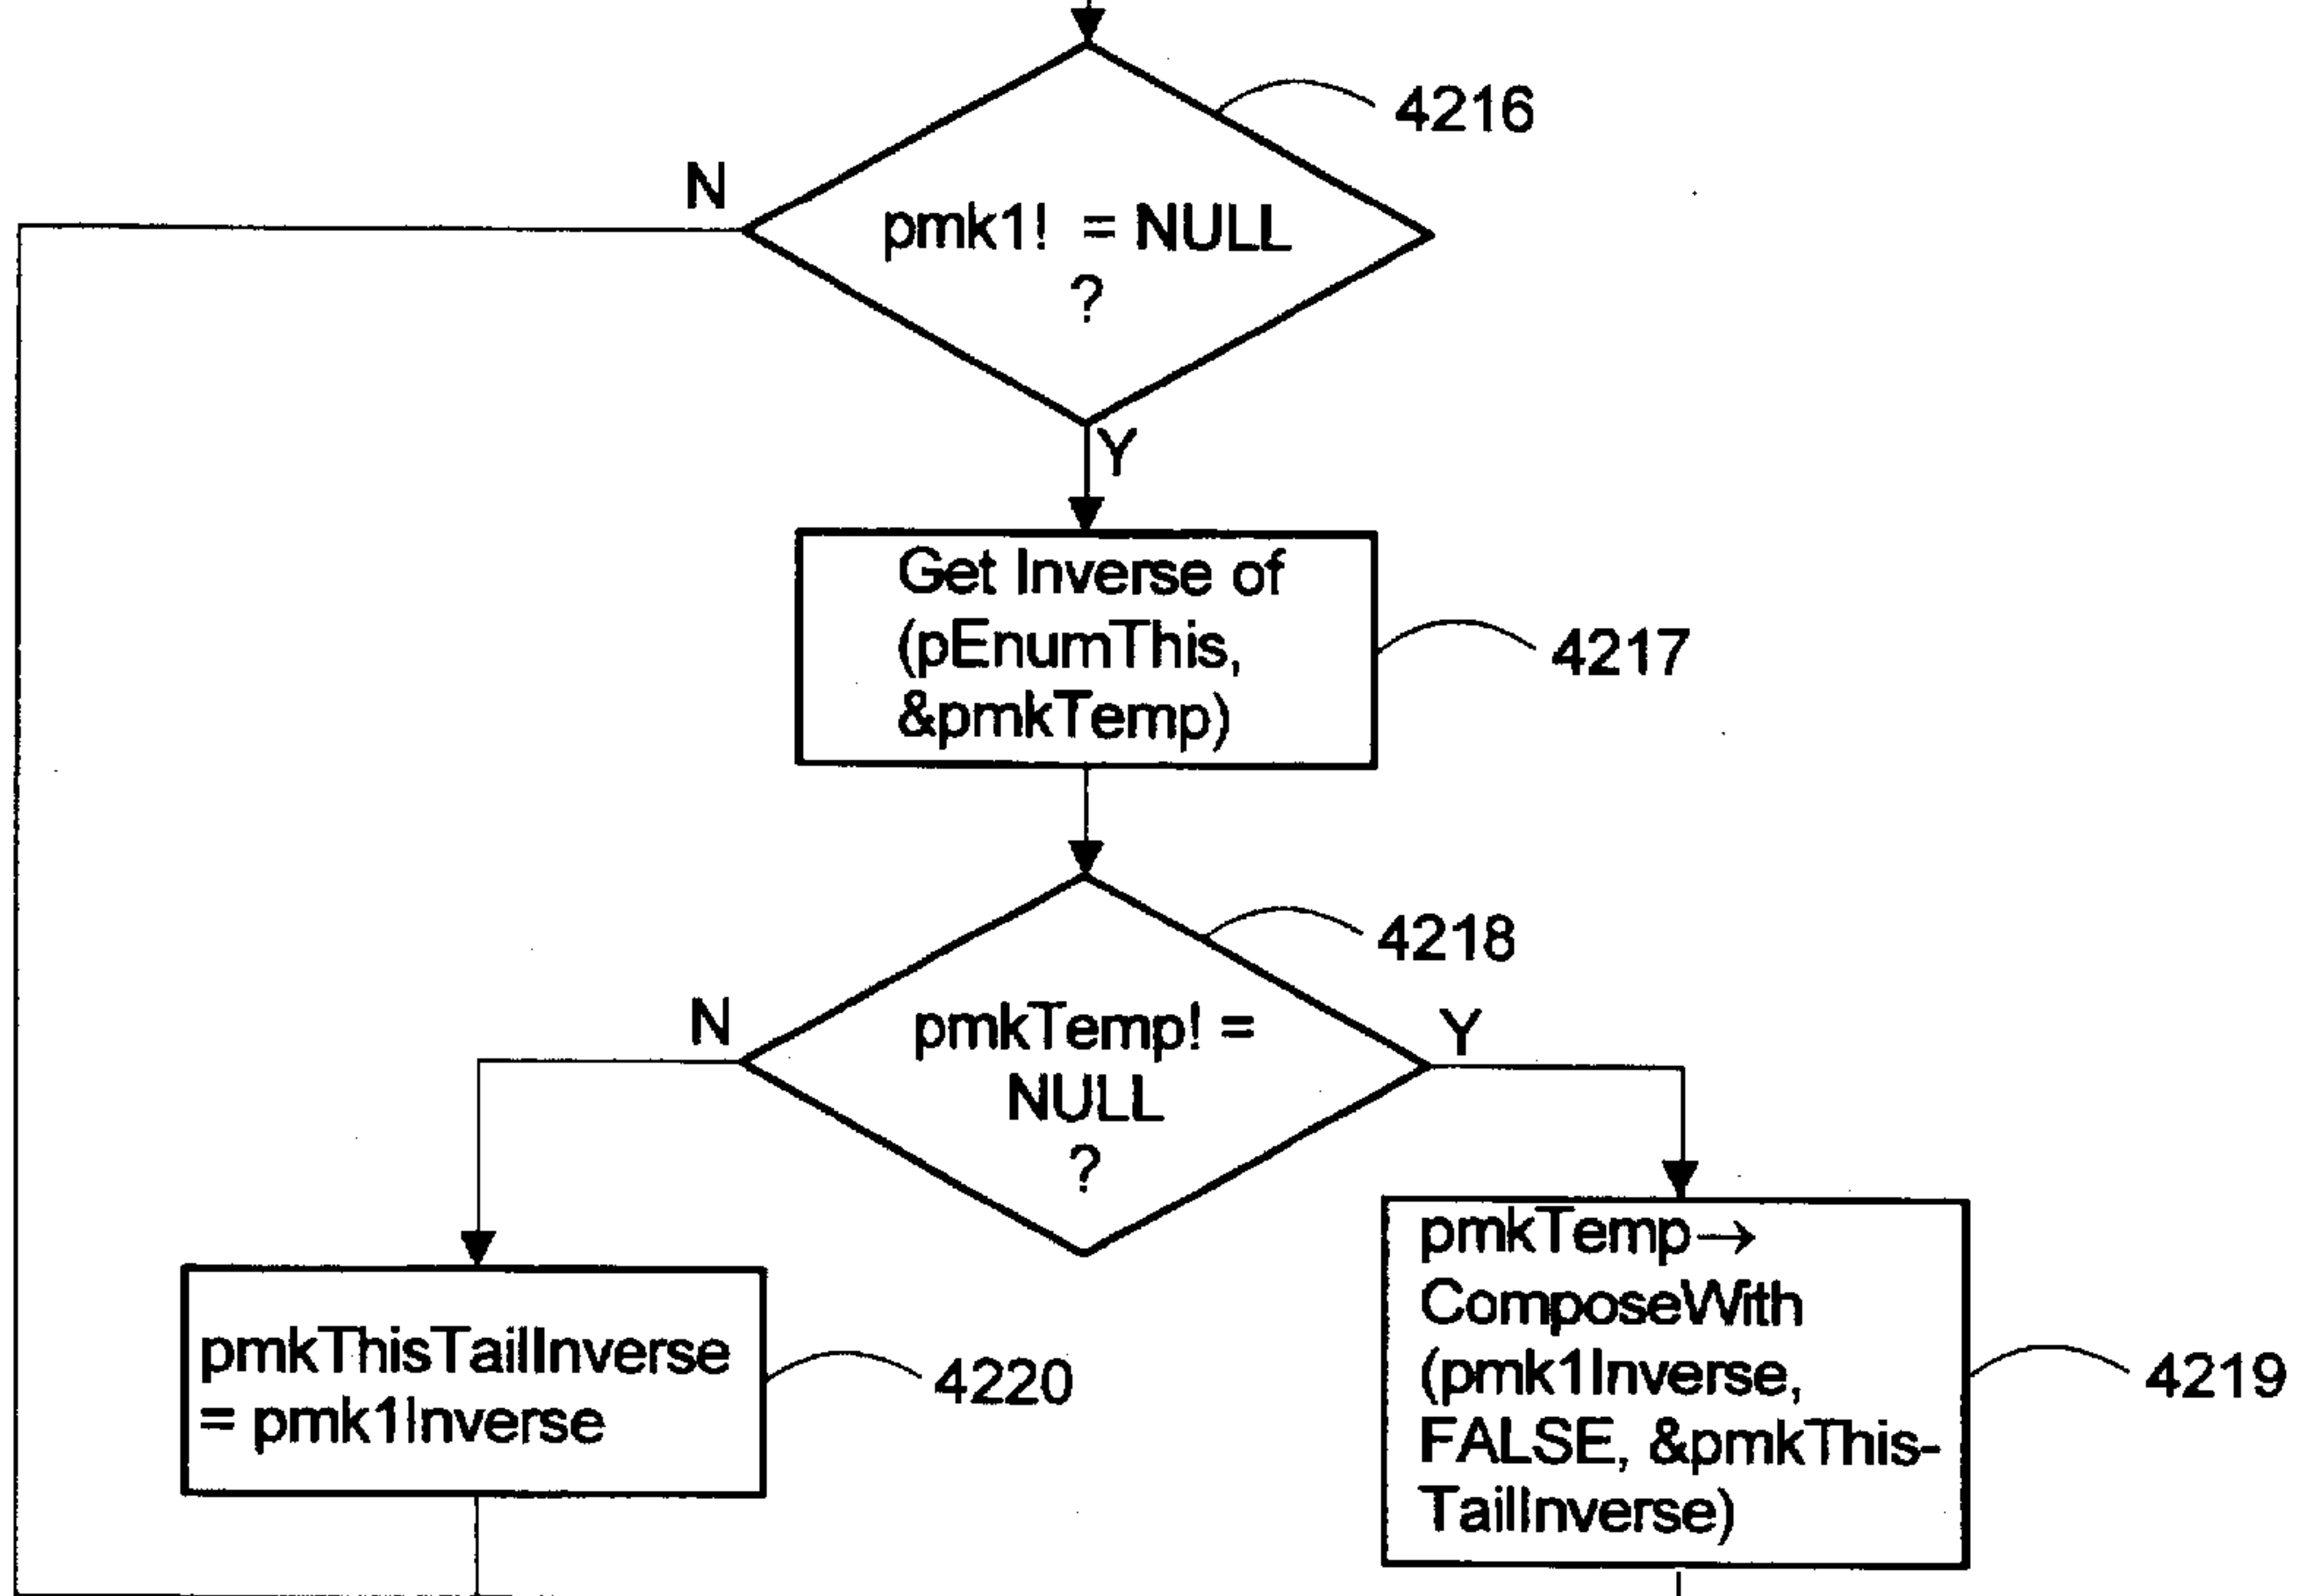 4216
N
pmk1! = NULL
?
Y
Get Inverse of
(pEnumThis,
&pmkTemp)
4217
4218
N
pmkTemp! =
NULL
?
Y
pmkTemp→
ComposeWith
(pmk1Inverse,
FALSE, &pmkThis-
TailInverse)
4219
pmkThisTailInverse
= pmk1Inverse
4220